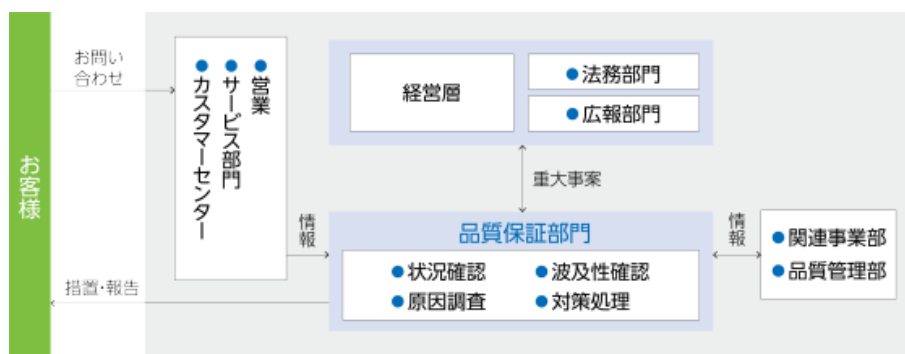 お客様
お問い
合わせ
●営業
●サービス部門
●カスタマーセンター
経営層
●法務部門
●広報部門
重大事案
情報
品質保証部門
●状況確認
●波及性確認
●原因調査
●対策処理
情報
●関連事業部
●品質管理部
措置・報告